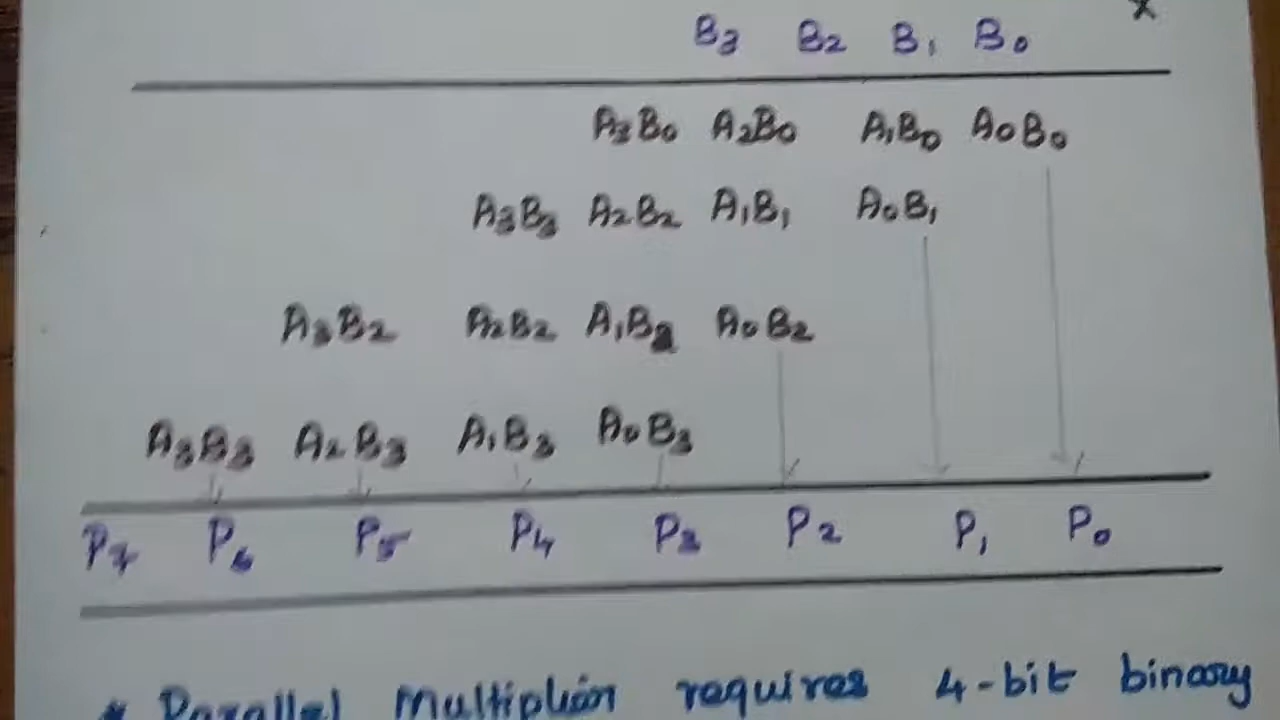 X
B3 B2 B1 B0
A3B0 A2B0 A1B0 A0B0
A3B3 A2B2 A1B1 A0B1
A3B2 A2B2 A1B2 A0B2
A3B3 A2B3 A1B3 A0B3
P7 P6 P5 P4 P3 P2 P1 P0
* Parallel Multiplier requires 4-bit binary